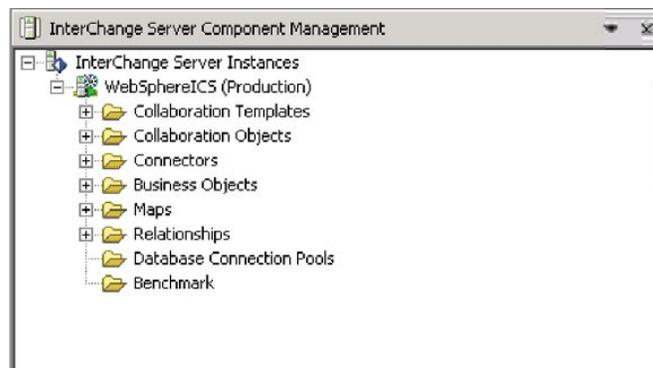 InterChange Server Component Management
InterChange Server Instances
WebSphereICS (Production)
Collaboration Templates
Collaboration Objects
Connectors
Business Objects
Maps
Relationships
Database Connection Pools
Benchmark